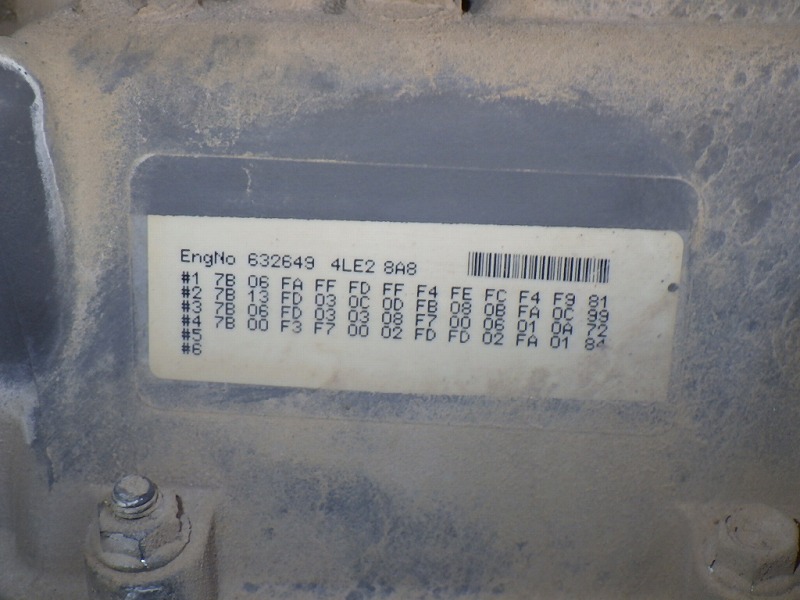 EngNo 632649 4LE2 8A8
#1 7B 06 FA FF FD FF F4 FE FC F4 F9 81
#2 7B 13 FD 03 0C 0D FB 08 0B FA 0C 99
#3 7B 06 FD 03 03 08 F7 00 06 01 0A 72
#4 7B 00 F3 F7 00 02 FD FD 02 FA 01 84
#5
#6